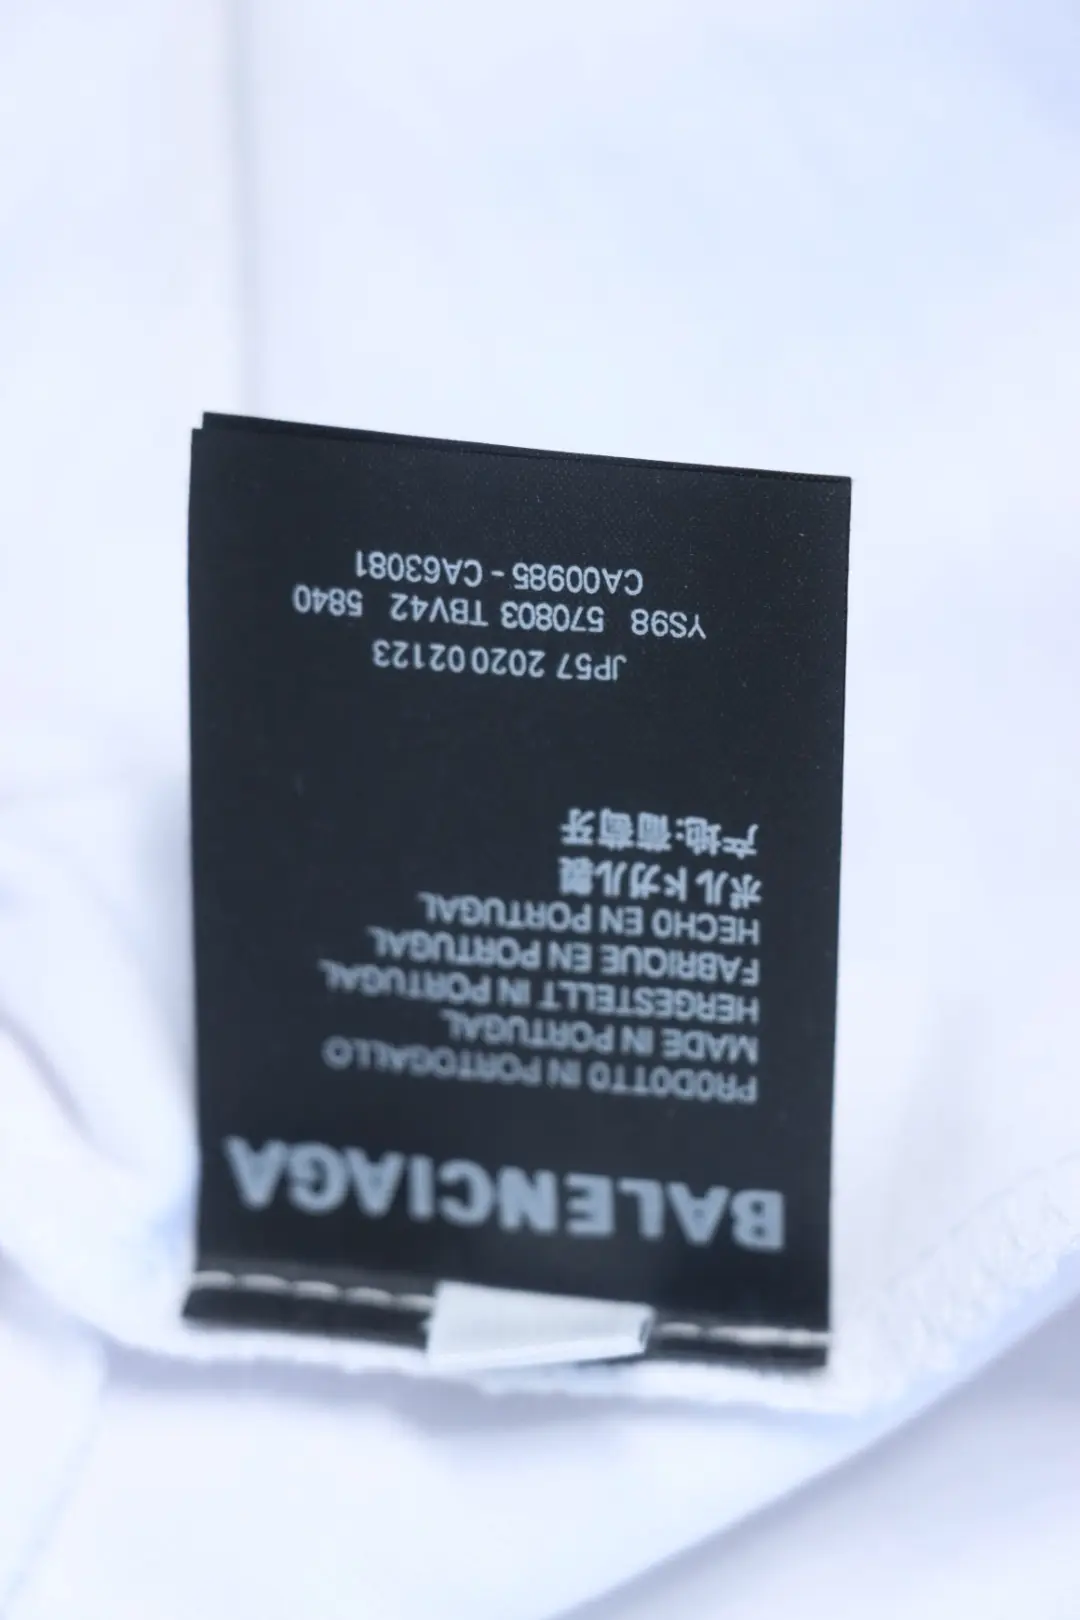 BALENCIAGA
PRODOTTO IN PORTOGALLO
MADE IN PORTUGAL
HERGESTELLT IN PORTUGAL
FABRIQUE EN PORTUGAL
HECHO EN PORTUGAL
ポルトガル製
产地:葡萄牙
JP57 2020 02123
YS98 570803 TBV42 5840
CA00985 - CA63081